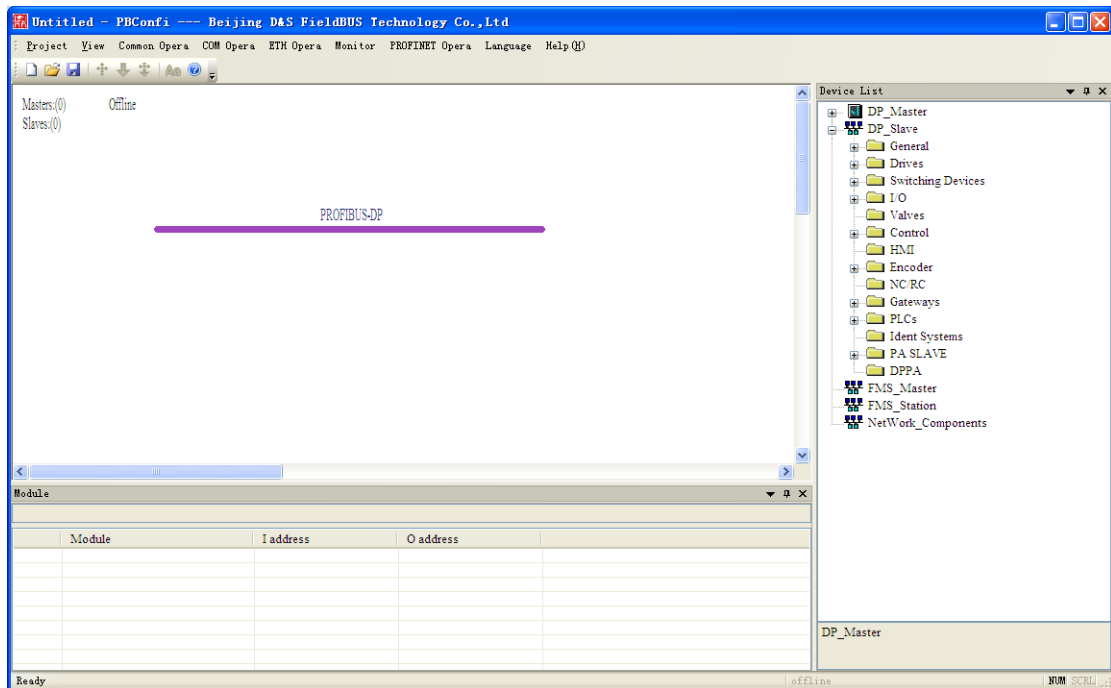 Untitled - PBConfi --- Beijing D&S FieldBUS Technology Co.,Ltd
Project View Common Opera COM Opera ETH Opera Monitor PROFINET Opera Language Help(H)
Aa
Masters:(0) Offline
Slaves:(0)
PROFIBUS-DP
Device List
DP_Master
DP_Slave
General
Drives
Switching Devices
I/O
Valves
Control
HMI
Encoder
NC/RC
Gateways
PLCs
Ident Systems
PA SLAVE
DPPA
FMS_Master
FMS_Station
NetWork_Components
Module
Module I address O address
DP_Master
Ready offline NUM SCRL